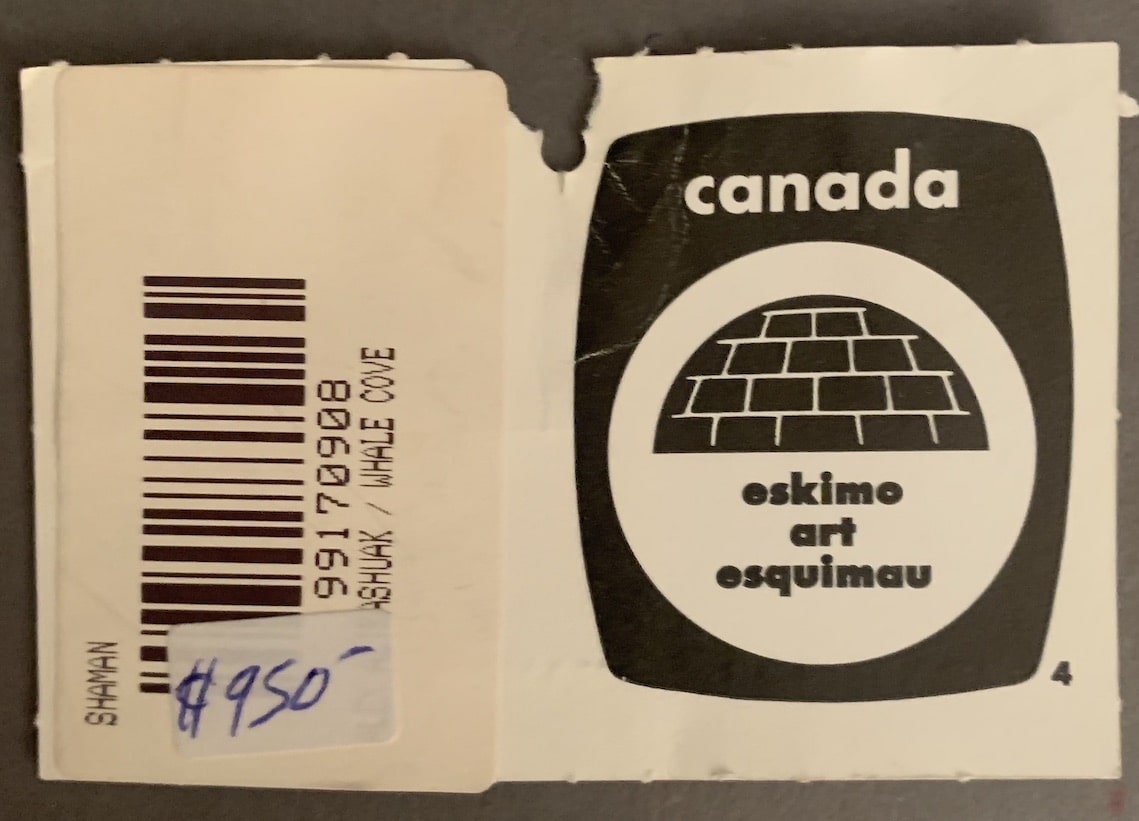 SHAMAN
99170908
ASHUAK / WHALE COVE
$950-
canada
eskimo
art
esquimau
4